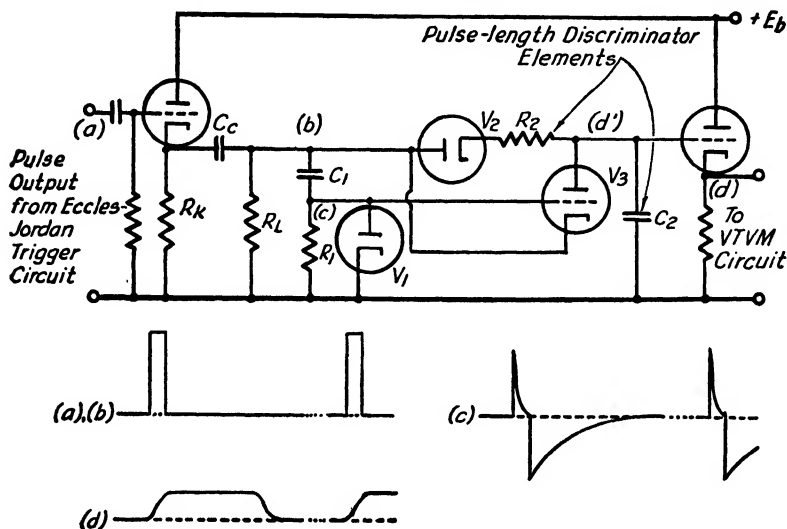 + Eb
Pulse-length Discriminator
Elements
(a)
Cc
(b)
V2
R2
(d')
Pulse
Output
from Eccles-
Jordan
Trigger
Circuit
RK
RL
C1
(c)
R1
V1
V3
C2
(d)
To
VTVM
Circuit
(a),(b)
(c)
(d)